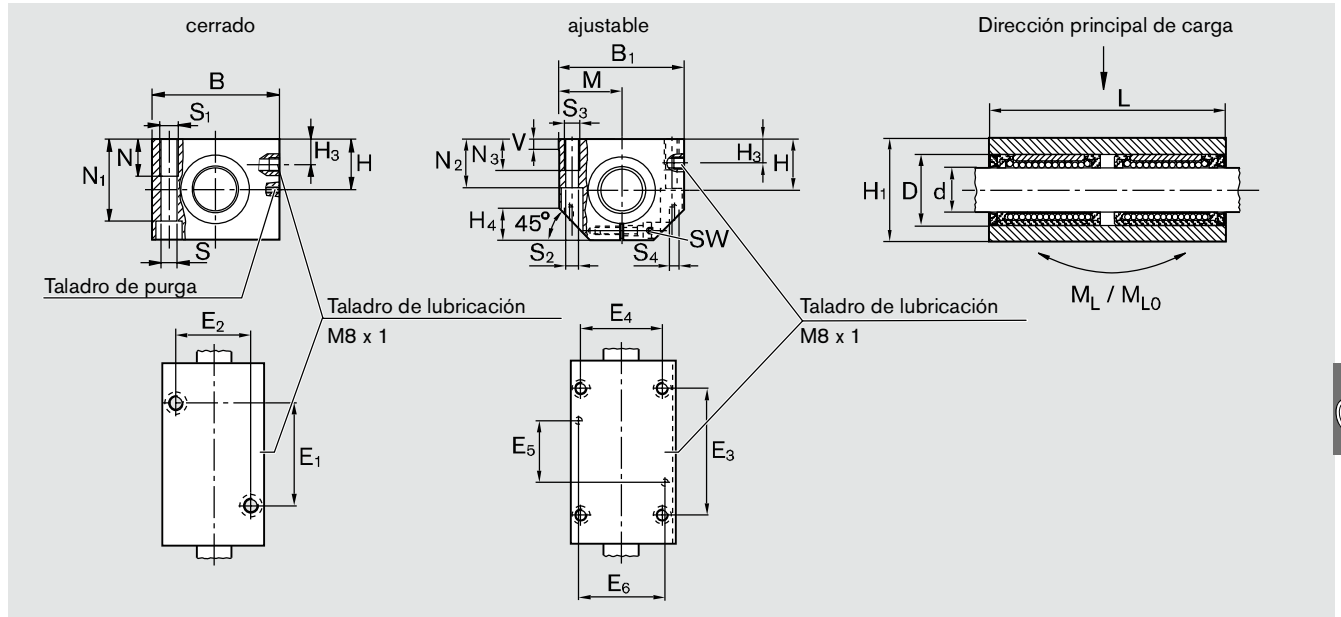 cerrado
ajustable
Dirección principal de carga
B
S1
N
N1
H3
H
S
Taladro de purga
Taladro de lubricación
M8 x 1
E2
E1
B1
M
S3
V
N2
N3
H3
H
H4
45°
S2
S4
SW
Taladro de lubricación
M8 x 1
E4
E5
E3
E6
L
H1
D
d
ML / ML0